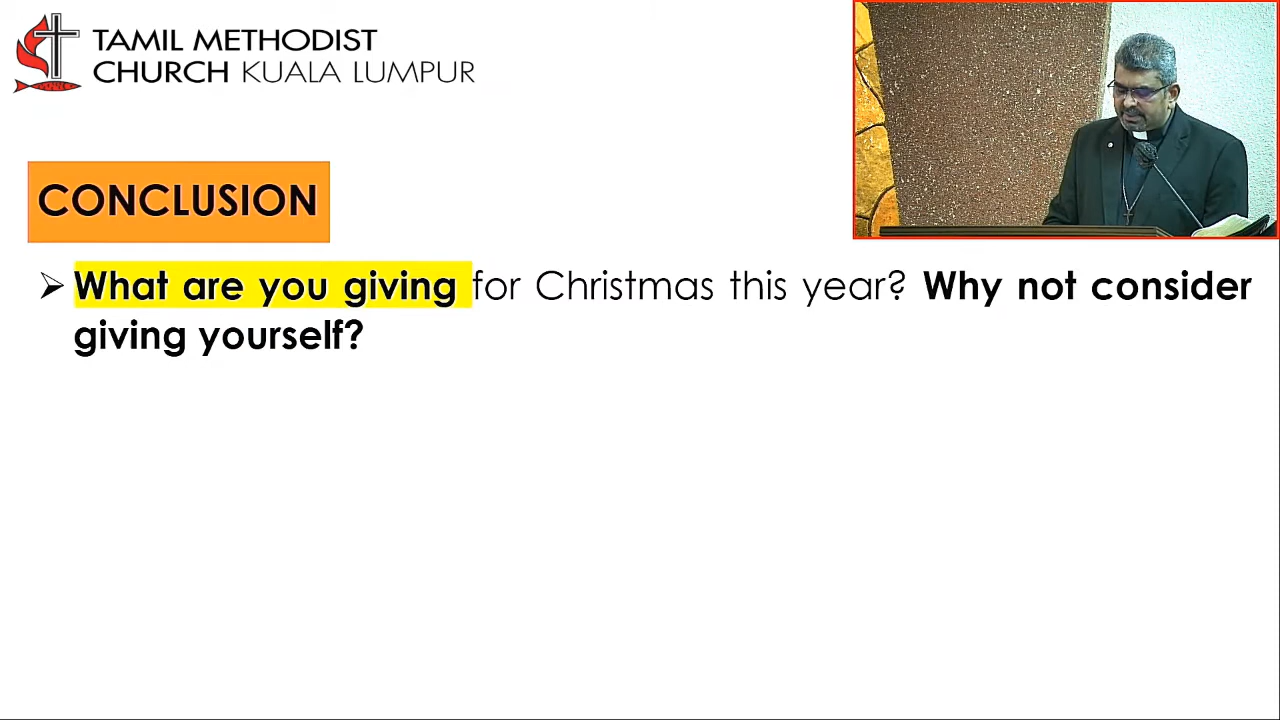 TAMIL METHODIST
CHURCH KUALA LUMPUR
CONCLUSION
What are you giving for Christmas this year? Why not consider
giving yourself?